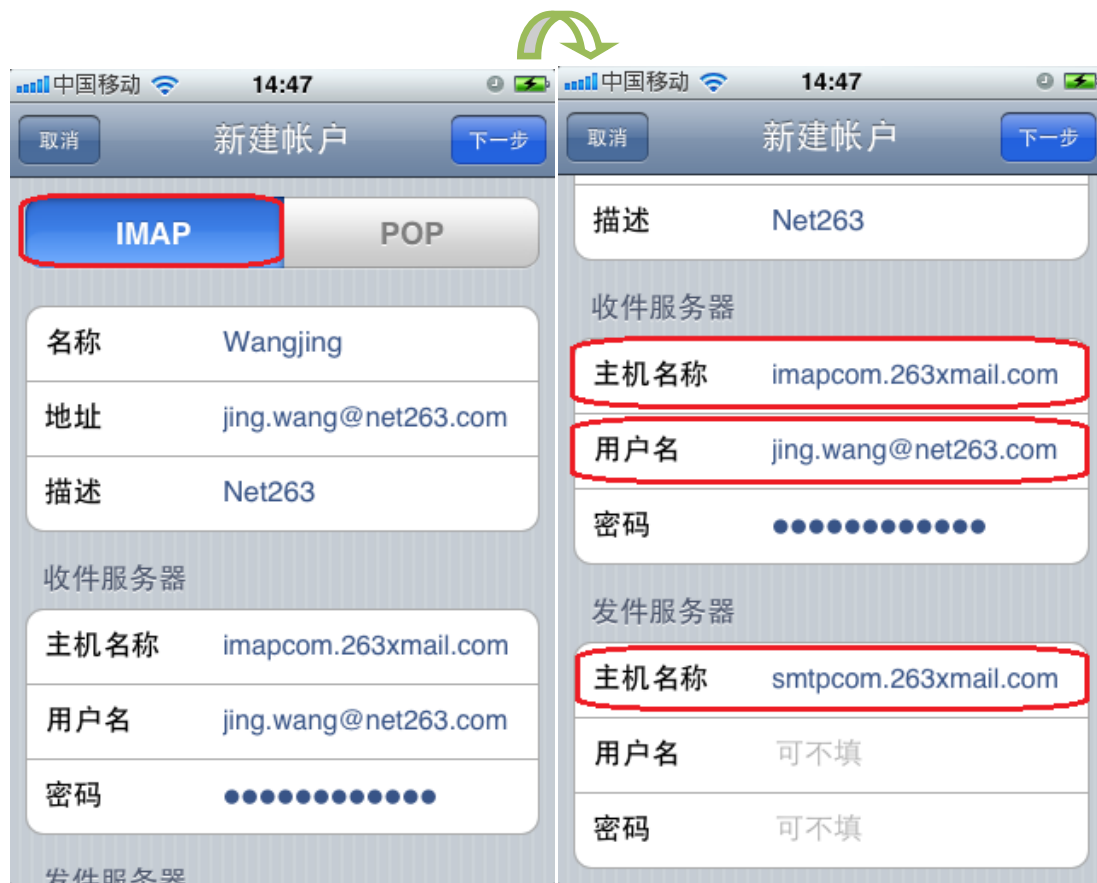 中国移动 14:47
取消 新建帐户 下一步
IMAP POP
名称 Wangjing
地址 jing.wang@net263.com
描述 Net263
收件服务器
主机名称 imapcom.263xmail.com
用户名 jing.wang@net263.com
密码 ●●●●●●●●●●●●
发件服务器
中国移动 14:47
取消 新建帐户 下一步
描述 Net263
收件服务器
主机名称 imapcom.263xmail.com
用户名 jing.wang@net263.com
密码 ●●●●●●●●●●●●
发件服务器
主机名称 smtpcom.263xmail.com
用户名 可不填
密码 可不填